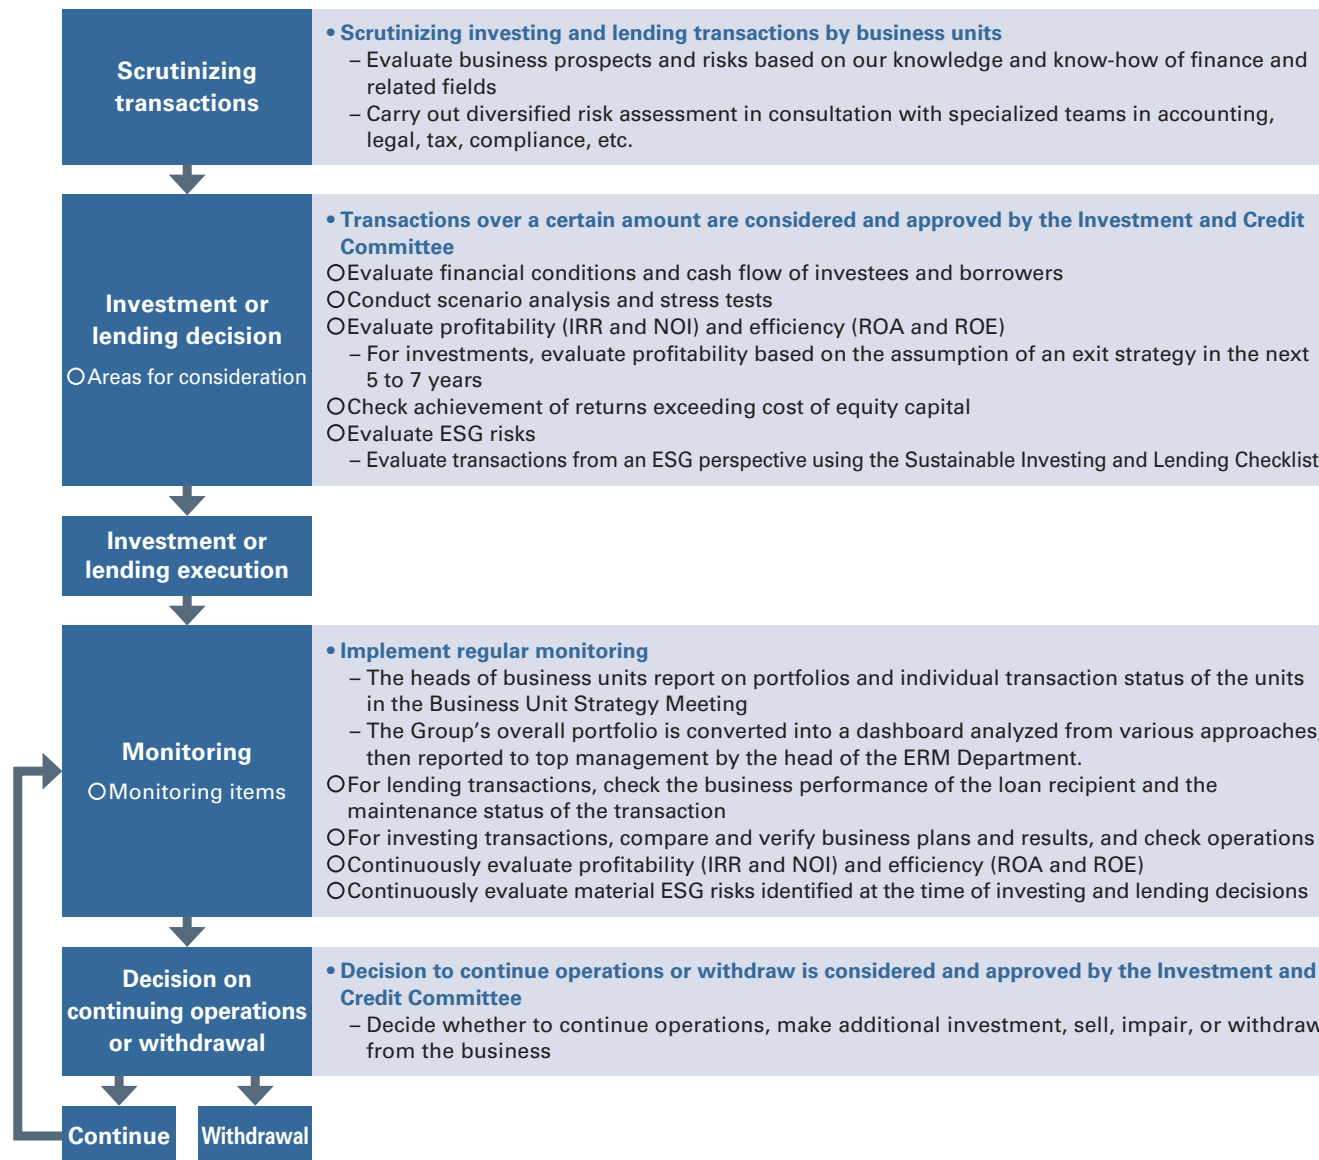 Scrutinizing
transactions
• Scrutinizing investing and lending transactions by business units
– Evaluate business prospects and risks based on our knowledge and know-how of finance and
related fields
– Carry out diversified risk assessment in consultation with specialized teams in accounting,
legal, tax, compliance, etc.
Investment or
lending decision
○Areas for consideration
• Transactions over a certain amount are considered and approved by the Investment and Credit
Committee
○Evaluate financial conditions and cash flow of investees and borrowers
○Conduct scenario analysis and stress tests
○Evaluate profitability (IRR and NOI) and efficiency (ROA and ROE)
– For investments, evaluate profitability based on the assumption of an exit strategy in the next
5 to 7 years
○Check achievement of returns exceeding cost of equity capital
○Evaluate ESG risks
– Evaluate transactions from an ESG perspective using the Sustainable Investing and Lending Checklist
Investment or
lending execution
Monitoring
○Monitoring items
• Implement regular monitoring
– The heads of business units report on portfolios and individual transaction status of the units
in the Business Unit Strategy Meeting
– The Group's overall portfolio is converted into a dashboard analyzed from various approaches,
then reported to top management by the head of the ERM Department.
○For lending transactions, check the business performance of the loan recipient and the
maintenance status of the transaction
○For investing transactions, compare and verify business plans and results, and check operations
○Continuously evaluate profitability (IRR and NOI) and efficiency (ROA and ROE)
○Continuously evaluate material ESG risks identified at the time of investing and lending decisions
Decision on
continuing operations
or withdrawal
• Decision to continue operations or withdraw is considered and approved by the Investment and
Credit Committee
– Decide whether to continue operations, make additional investment, sell, impair, or withdraw
from the business
Continue
Withdrawal